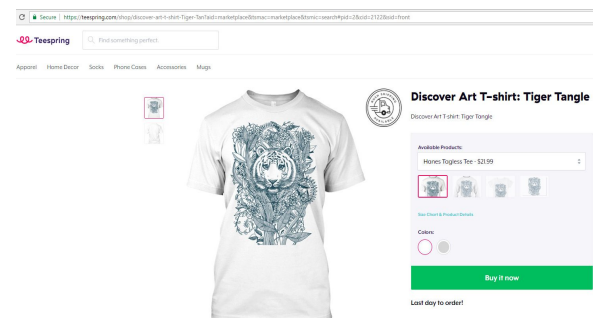 Secure | https://teespring.com/shop/discover-art-t-shirt-Tiger-Tan?aid=marketplace&tsmac=marketplace&tsmic=search#pid=2&cid=2122&sid=front
Teespring
Find something perfect
Apparel Home Decor Socks Phone Cases Accessories Mugs
Discover Art T-shirt: Tiger Tangle
Discover Art T-shirt: Tiger Tangle
Available Products:
Hanes Tagless Tee - $21.99
Size Chart & Product Details
Colors:
Buy it now
Last day to order!